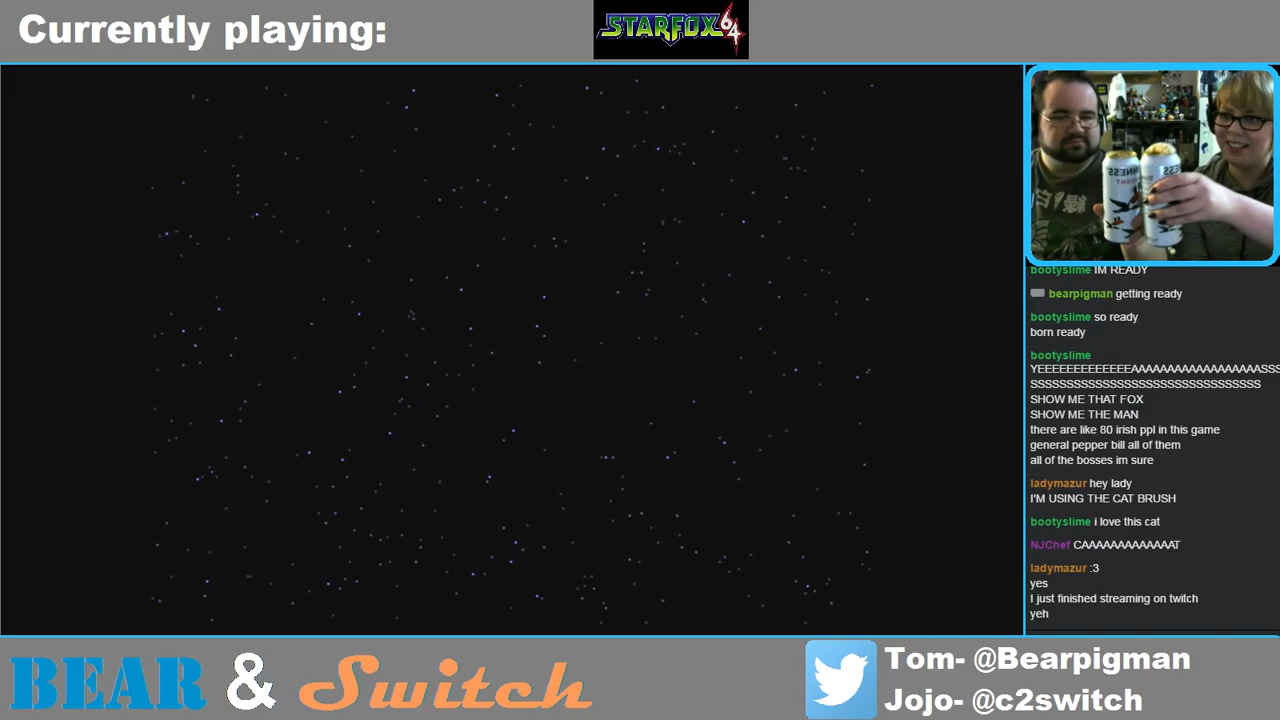 Currently playing:
STARFOX 64
bootyslime IM READY
bearpigman getting ready
bootyslime so ready
born ready
bootyslime
YEEEEEEEEEEEEEAAAAAAAAAAAAAAAAAASSS
SSSSSSSSSSSSSSSSSSSSSSSSSSSSSSSS
SHOW ME THAT FOX
SHOW ME THE MAN
there are like 80 irish ppl in this game
general pepper bill all of them
all of the bosses im sure
ladymazur hey lady
I'M USING THE CAT BRUSH
bootyslime i love this cat
NJChef CAAAAAAAAAAAAAT
ladymazur :3
yes
I just finished streaming on twitch
yeh
BEAR & Switch
Tom- @Bearpigman
Jojo- @c2switch